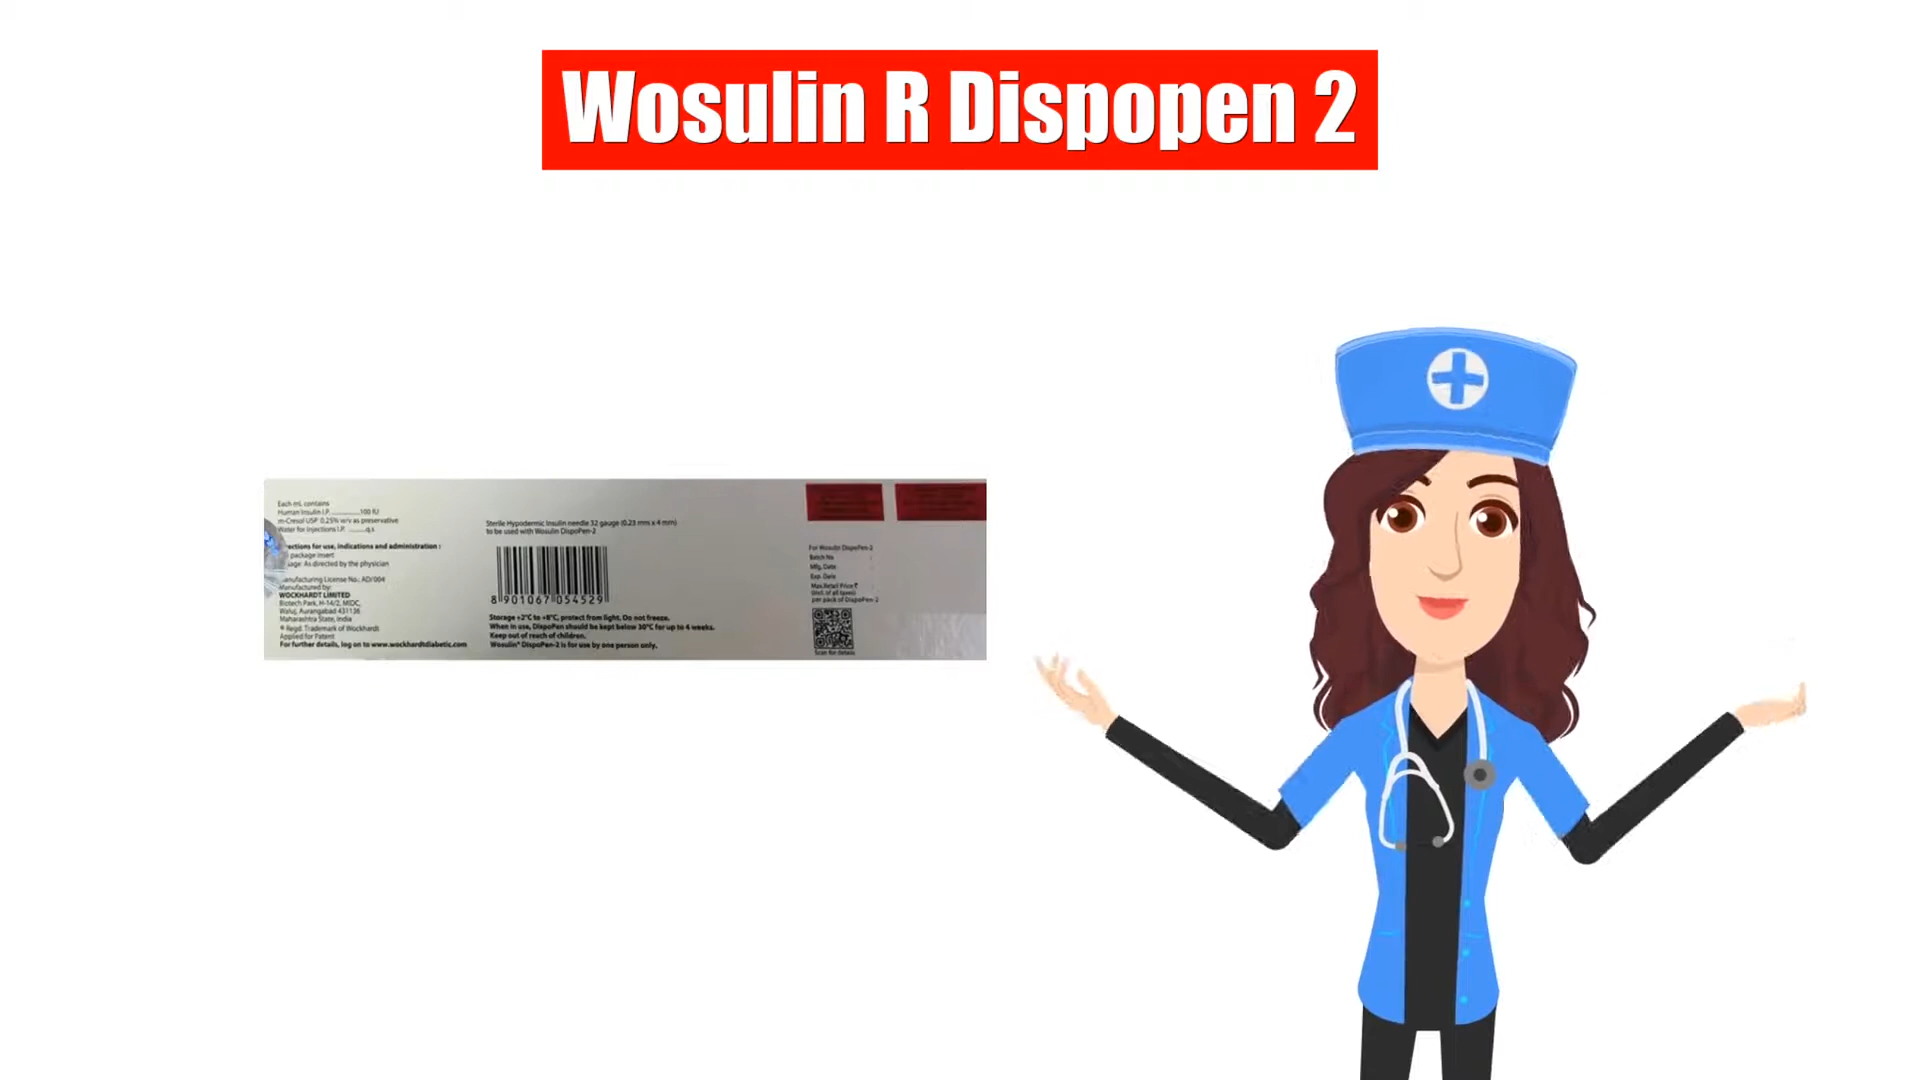 Wosulin R Dispopen 2
Each mL contains
Human Insulin I.P. ..............100 IU
m-Cresol USP 0.25% w/v as preservative
Water for Injections I.P. ..........q.s
ections for use, indications and administration :
package insert
sage: As directed by the physician
anufacturing License No.: AD/004
Manufactured by:
WOCKHARDT LIMITED
Biotech Park, H-14/2, MIDC,
Waluj, Aurangabad 431136
Maharashtra State, India
® Regd. Trademark of Wockhardt
Applied for Patent
For further details, log on to www.wockhardtdiabetic.com
Sterile Hypodermic Insulin needle 32 gauge (0.23 mm x 4 mm)
to be used with Wosulin DispoPen-2
8 901067 054529
Storage +2°C to +8°C, protect from light. Do not freeze.
When in use, DispoPen should be kept below 30°C for up to 4 weeks.
Keep out of reach of children.
Wosulin® DispoPen-2 is for use by one person only.
For Wosulin DispoPen-2
Batch No. :
Mfg. Date :
Exp. Date :
Max. Retail Price ₹ :
(Incl. of all taxes)
per pack of DispoPen-2
Scan for details